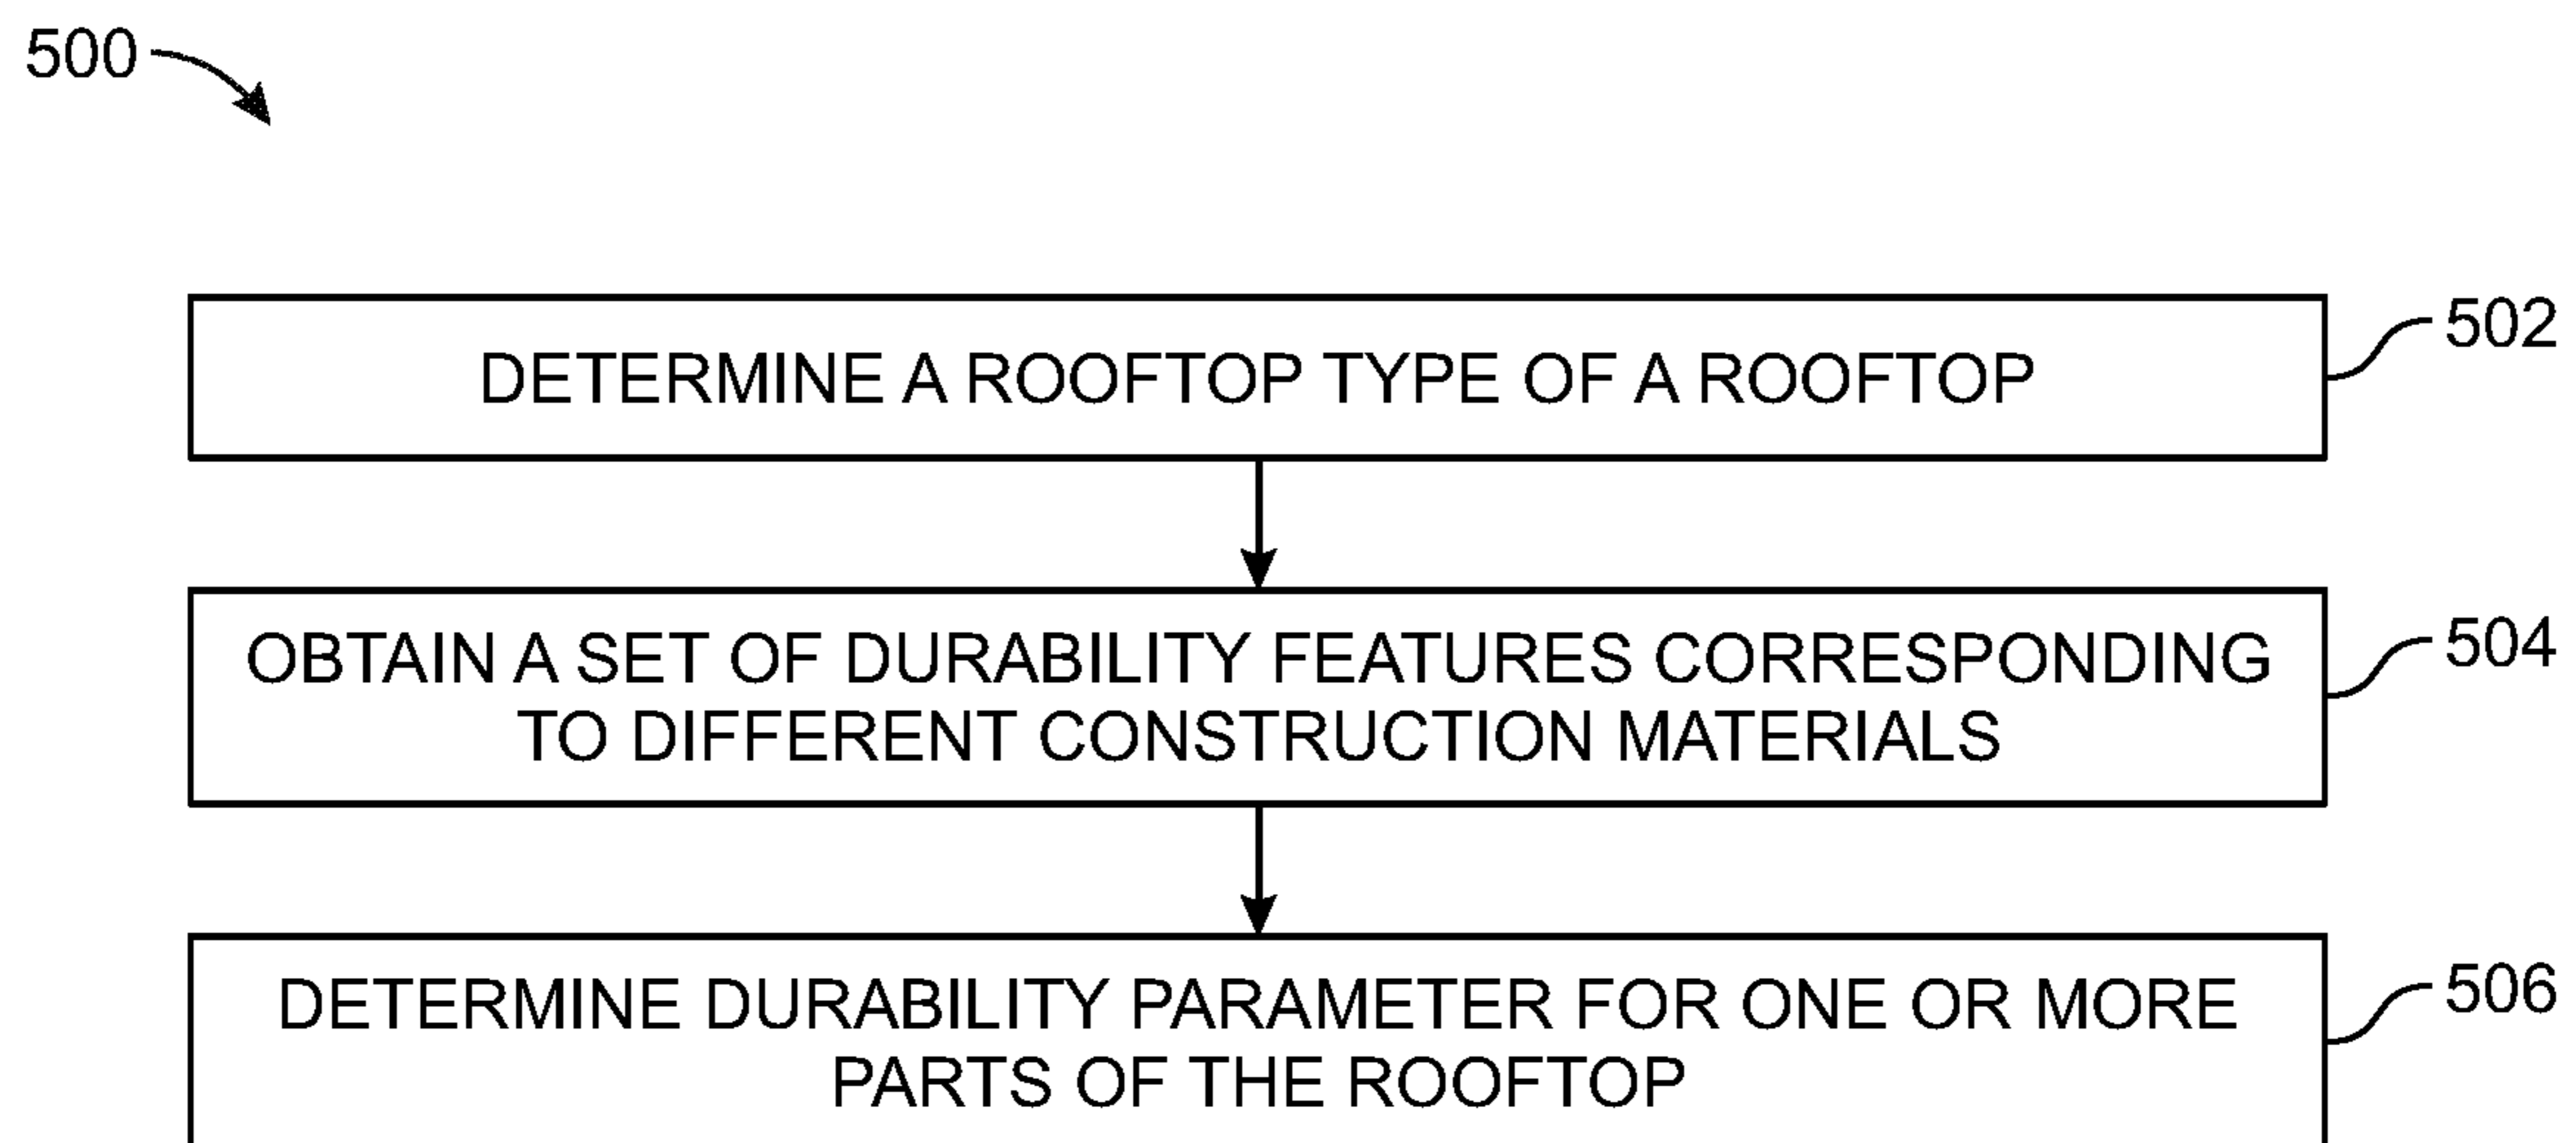 500
DETERMINE A ROOFTOP TYPE OF A ROOFTOP
502
OBTAIN A SET OF DURABILITY FEATURES CORRESPONDING
TO DIFFERENT CONSTRUCTION MATERIALS
504
DETERMINE DURABILITY PARAMETER FOR ONE OR MORE
PARTS OF THE ROOFTOP
506